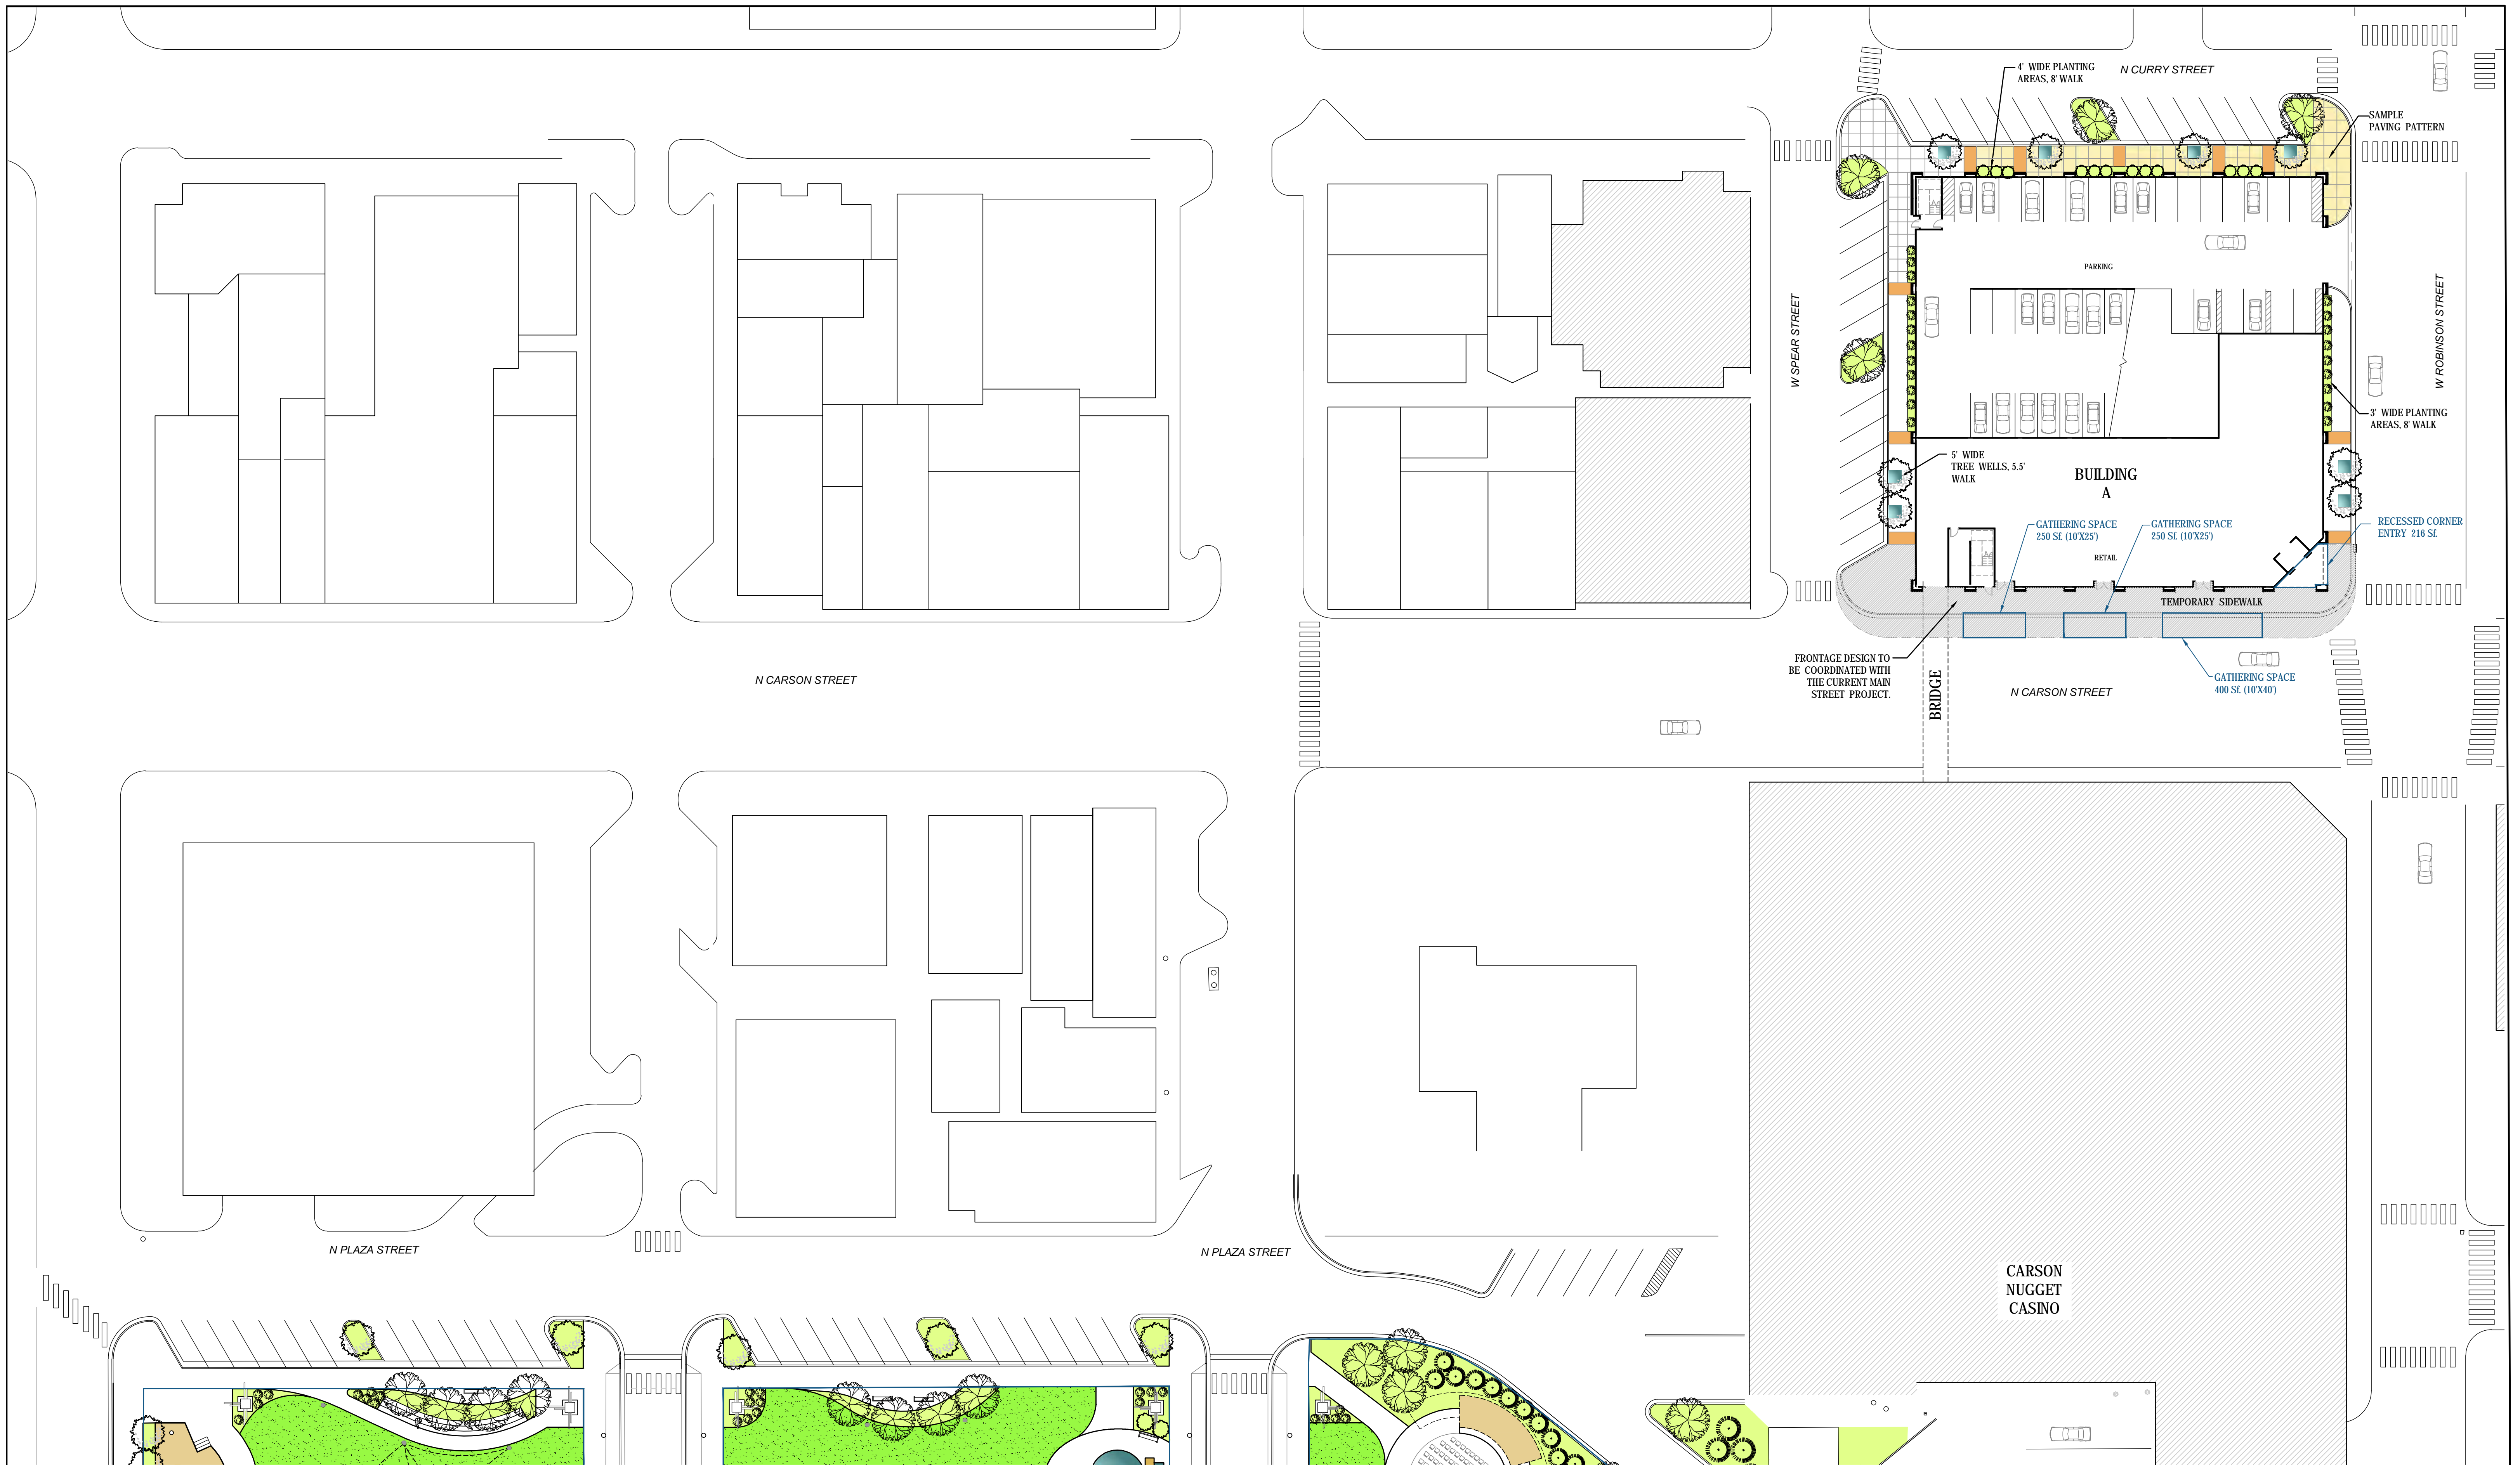 4' WIDE PLANTING
AREAS, 8' WALK
N CURRY STREET
SAMPLE
PAVING PATTERN
PARKING
W SPEAR STREET
W ROBINSON STREET
3' WIDE PLANTING
AREAS, 8' WALK
5' WIDE
TREE WELLS, 5.5'
WALK
BUILDING
A
GATHERING SPACE
250 Sf. (10'X25')
GATHERING SPACE
250 Sf. (10'X25')
RECESSED CORNER
ENTRY 216 Sf.
RETAIL
TEMPORARY SIDEWALK
FRONTAGE DESIGN TO
BE COORDINATED WITH
THE CURRENT MAIN
STREET PROJECT.
BRIDGE
GATHERING SPACE
400 Sf. (10'X40')
N CARSON STREET
N CARSON STREET
N PLAZA STREET
N PLAZA STREET
CARSON
NUGGET
CASINO